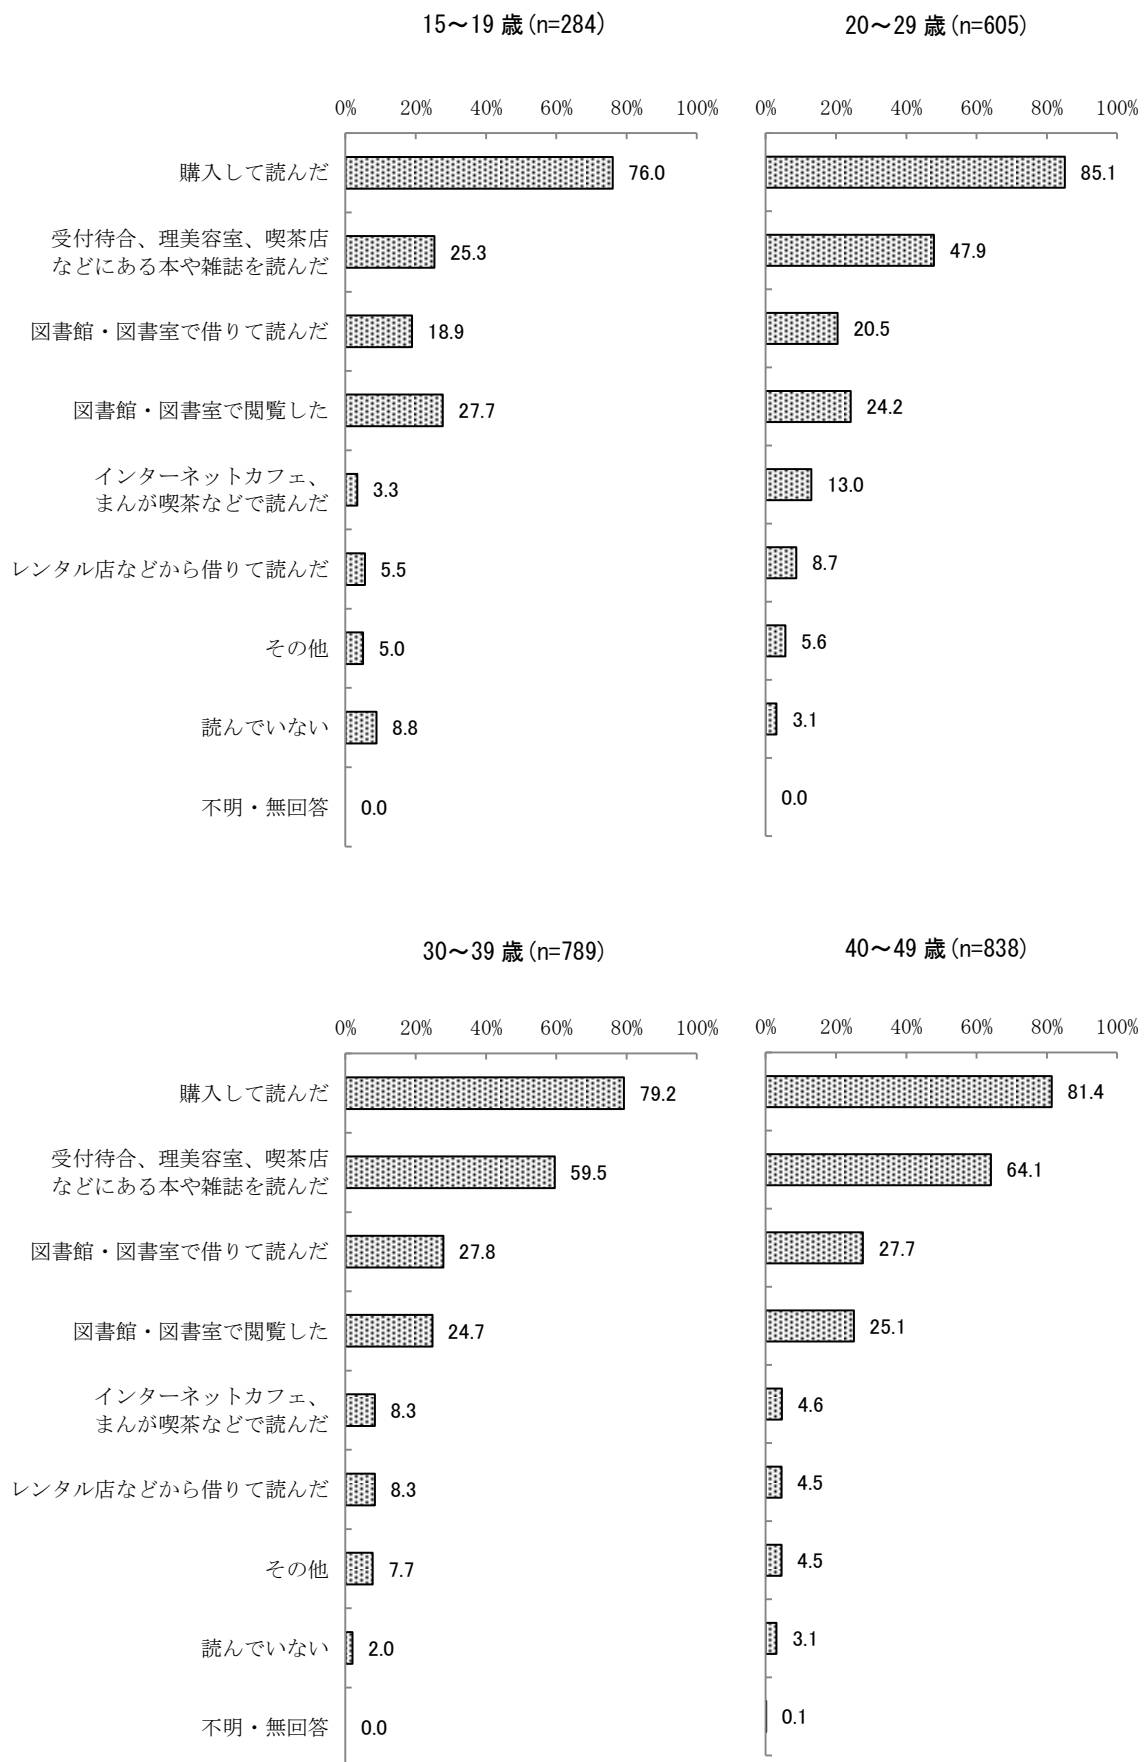 15～19 歳(n=284)
0% 20% 40% 60% 80% 100%
購入して読んだ 76.0
受付待合、理美容室、喫茶店
などにある本や雑誌を読んだ 25.3
図書館・図書室で借りて読んだ 18.9
図書館・図書室で閲覧した 27.7
インターネットカフェ、
まんが喫茶などで読んだ 3.3
レンタル店などから借りて読んだ 5.5
その他 5.0
読んでいない 8.8
不明・無回答 0.0
20～29 歳(n=605)
0% 20% 40% 60% 80% 100%
85.1
47.9
20.5
24.2
13.0
8.7
5.6
3.1
0.0
30～39 歳(n=789)
0% 20% 40% 60% 80% 100%
購入して読んだ 79.2
受付待合、理美容室、喫茶店
などにある本や雑誌を読んだ 59.5
図書館・図書室で借りて読んだ 27.8
図書館・図書室で閲覧した 24.7
インターネットカフェ、
まんが喫茶などで読んだ 8.3
レンタル店などから借りて読んだ 8.3
その他 7.7
読んでいない 2.0
不明・無回答 0.0
40～49 歳(n=838)
0% 20% 40% 60% 80% 100%
81.4
64.1
27.7
25.1
4.6
4.5
4.5
3.1
0.1